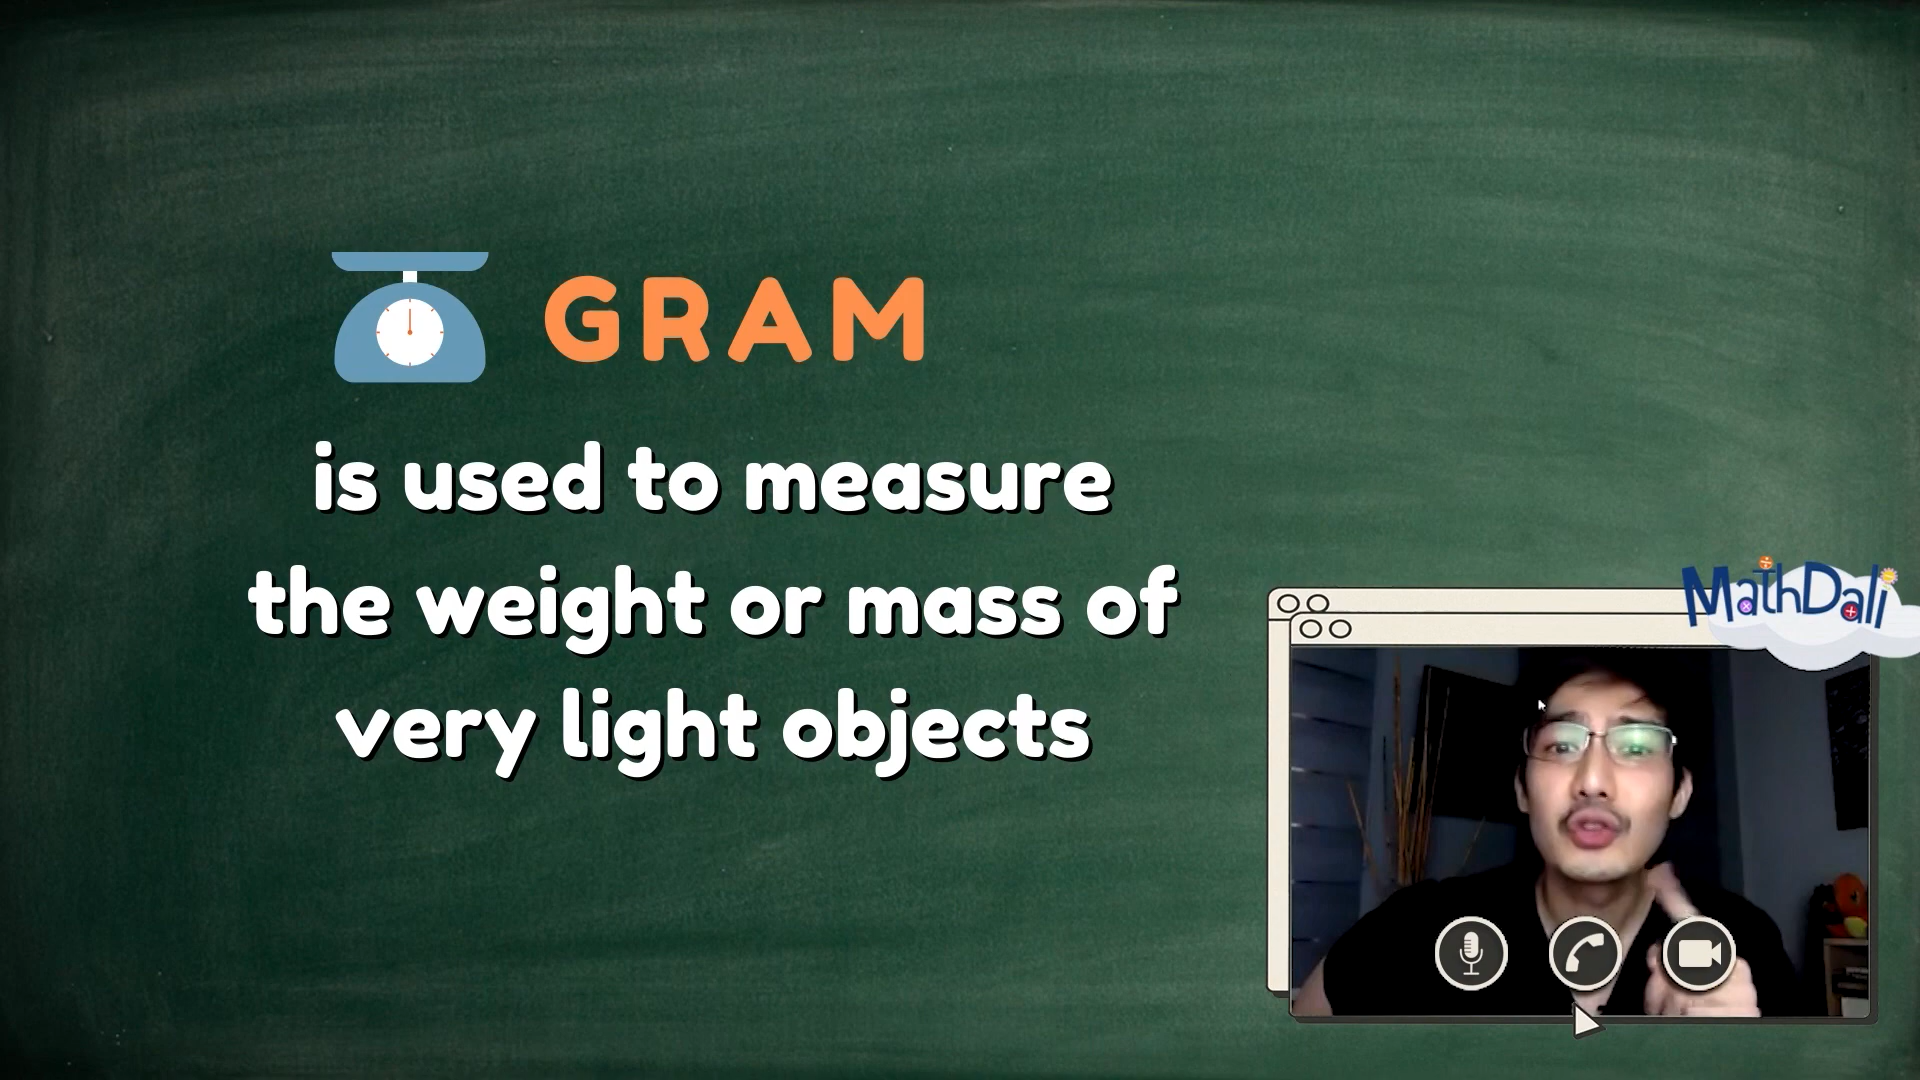 GRAM
is used to measure
the weight or mass of
very light objects
MathDali